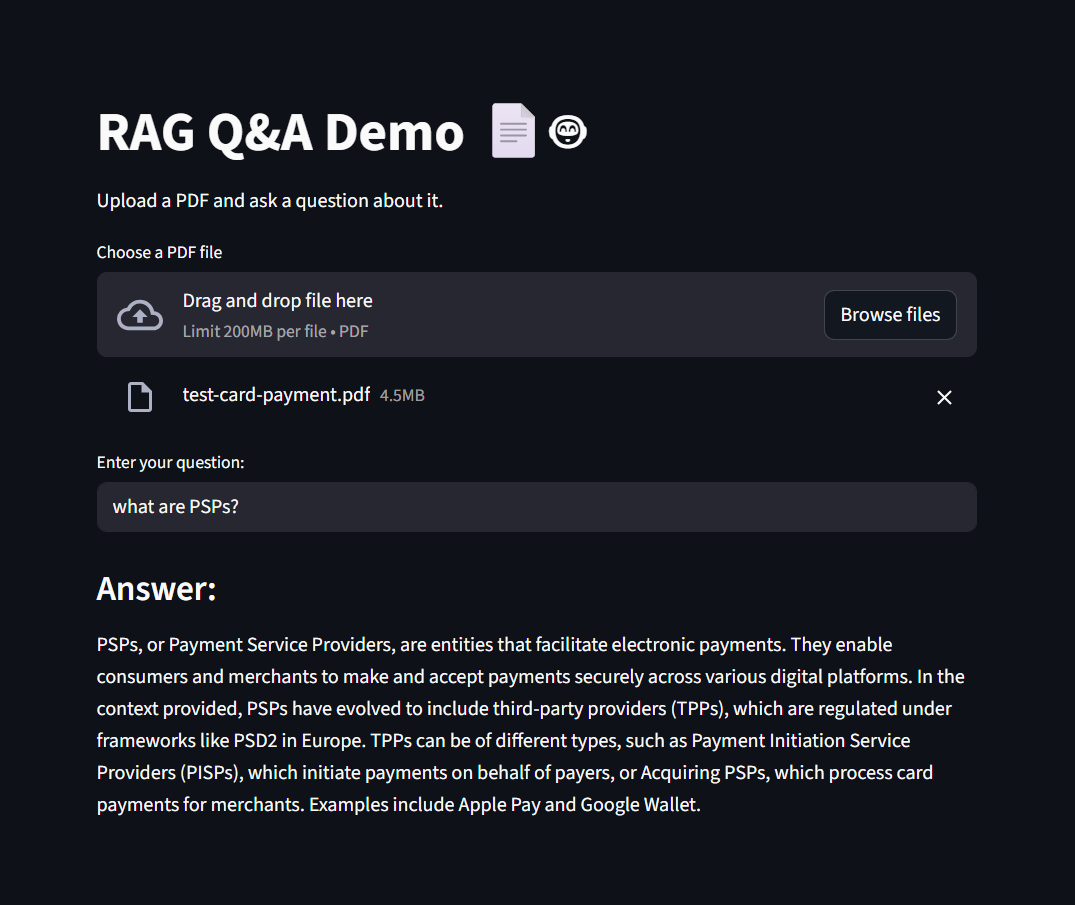 RAG Q&A Demo
Upload a PDF and ask a question about it.
Choose a PDF file
Drag and drop file here
Limit 200MB per file • PDF
Browse files
test-card-payment.pdf 4.5MB
Enter your question:
what are PSPs?
Answer:
PSPs, or Payment Service Providers, are entities that facilitate electronic payments. They enable
consumers and merchants to make and accept payments securely across various digital platforms. In the
context provided, PSPs have evolved to include third-party providers (TPPs), which are regulated under
frameworks like PSD2 in Europe. TPPs can be of different types, such as Payment Initiation Service
Providers (PISPs), which initiate payments on behalf of payers, or Acquiring PSPs, which process card
payments for merchants. Examples include Apple Pay and Google Wallet.